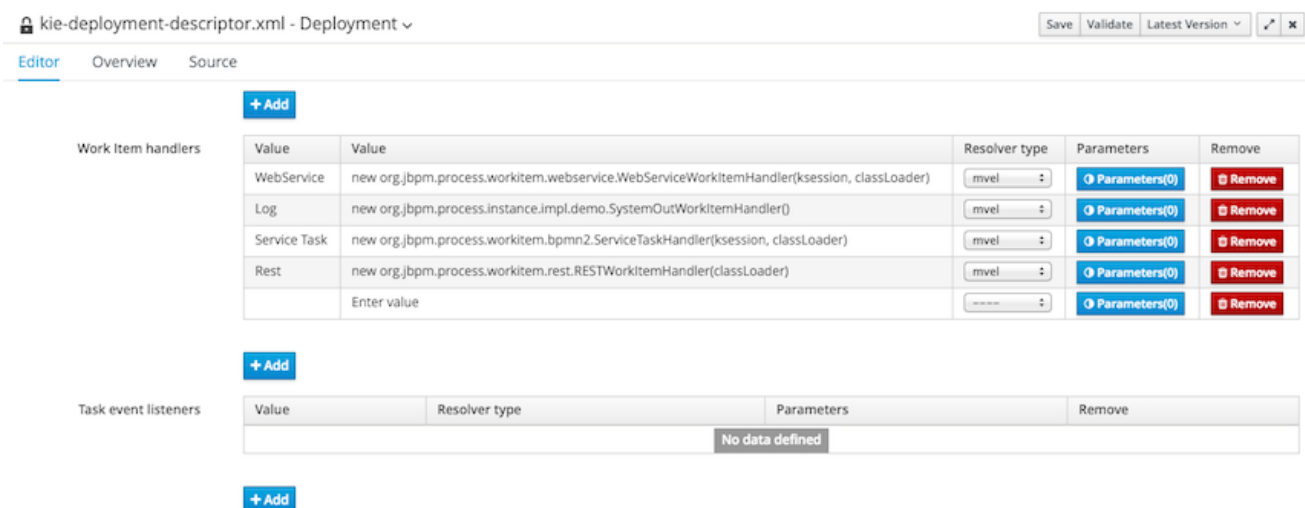 kie-deployment-descriptor.xml - Deployment
Save Validate Latest Version
Editor Overview Source
+ Add
Work Item handlers Value Value Resolver type Parameters Remove
WebService new org.jbpm.process.workitem.webservice.WebServiceWorkItemHandler(ksession, classLoader) mvel Parameters(0) Remove
Log new org.jbpm.process.instance.impl.demo.SystemOutWorkItemHandler() mvel Parameters(0) Remove
Service Task new org.jbpm.process.workitem.bpmn2.ServiceTaskHandler(ksession, classLoader) mvel Parameters(0) Remove
Rest new org.jbpm.process.workitem.rest.RESTWorkItemHandler(classLoader) mvel Parameters(0) Remove
Enter value ---- Parameters(0) Remove
+ Add
Task event listeners Value Resolver type Parameters Remove
No data defined
+ Add